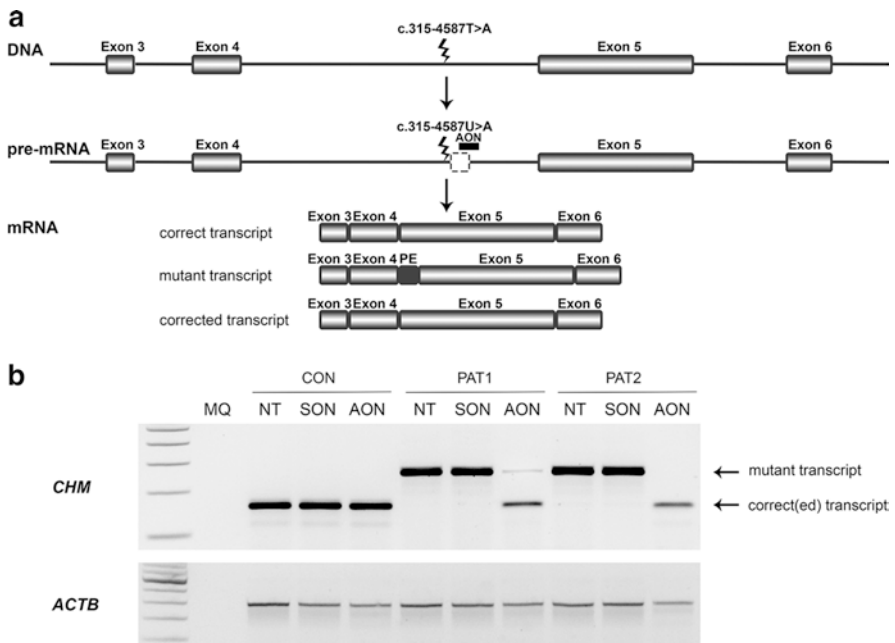 a
c.315-4587T>A
DNA
Exon 3 Exon 4 Exon 5 Exon 6
c.315-4587U>A
AON
pre-mRNA
Exon 3 Exon 4 Exon 5 Exon 6
mRNA
Exon 3 Exon 4 Exon 5 Exon 6
correct transcript
Exon 3 Exon 4 PE Exon 5 Exon 6
mutant transcript
Exon 3 Exon 4 Exon 5 Exon 6
corrected transcript
b
CON PAT1 PAT2
MQ NT SON AON NT SON AON NT SON AON
CHM
mutant transcript
correct(ed) transcript
ACTB